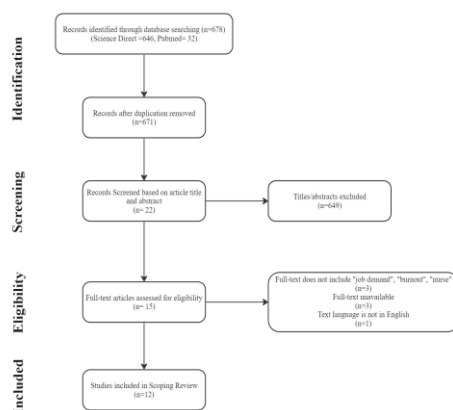 Identification
Records identified through database searching (n=678)
(Science Direct =646, Pubmed= 32)
Records after duplication removed
(n=671)
Screening
Records Screened based on article title
and abstract
(n= 22)
Titles/abstracts excluded
(n=649)
Eligibility
Full-text articles assessed for eligibility
(n= 15)
Full-text does not include "job demand", "burnout", "nurse"
(n=3)
Full-text unavailable
(n=3)
Text language is not in English
(n=1)
Included
Studies included in Scoping Review
(n=12)